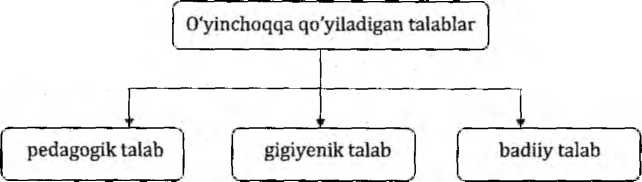 O‘yinchoqqa qo’yiladigan talablar
pedagogik talab
gigiyenik talab
badiiy talab